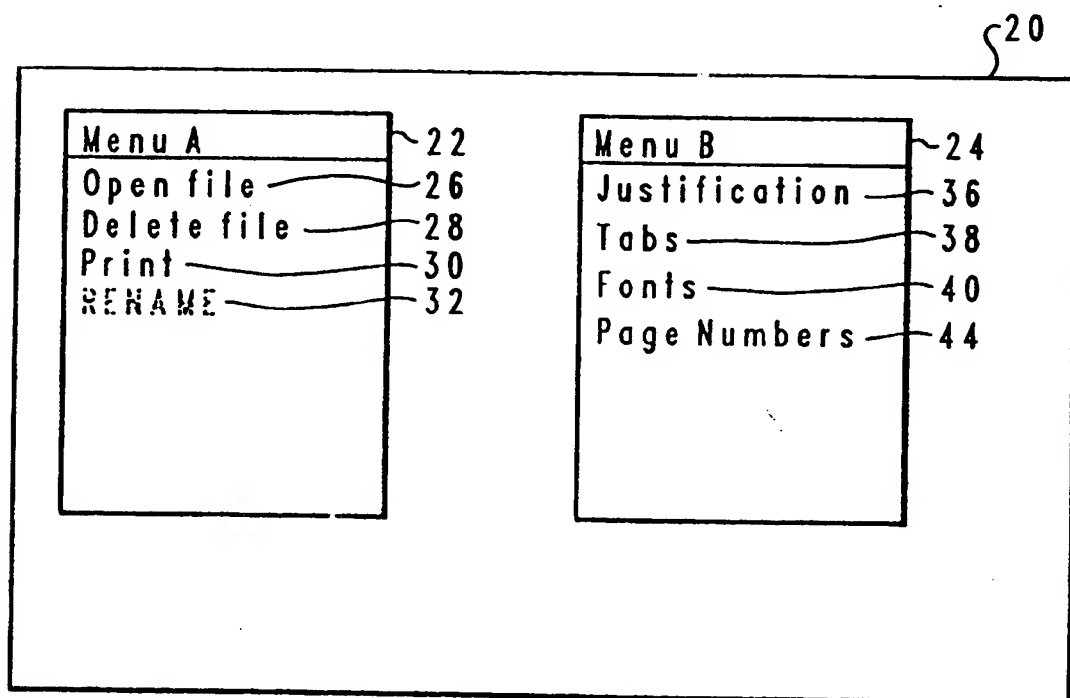 20
Menu A 22
Open file 26
Delete file 28
Print 30
RENAME 32
Menu B 24
Justification 36
Tabs 38
Fonts 40
Page Numbers 44